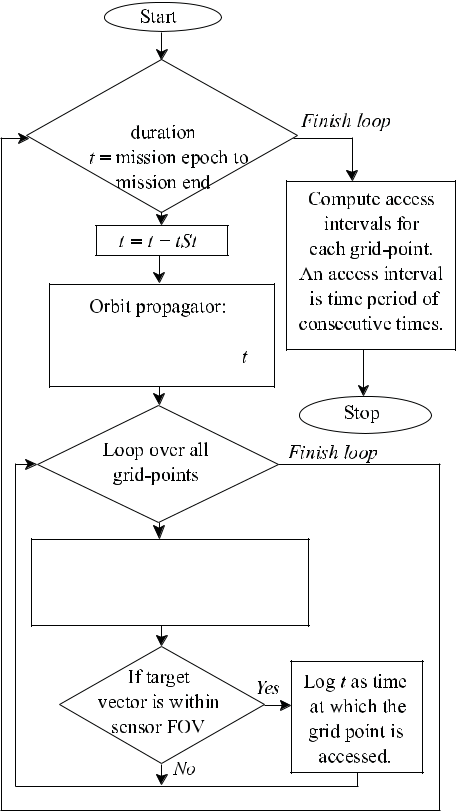 Start
duration
t = mission epoch to
mission end
Finish loop
Compute access
intervals for
each grid-point.
An access interval
is time period of
consecutive times.
t = t − tSt
Orbit propagator:
t
Stop
Loop over all
grid-points
Finish loop
If target
vector is within
sensor FOV
Yes
Log t as time
at which the
grid point is
accessed.
No